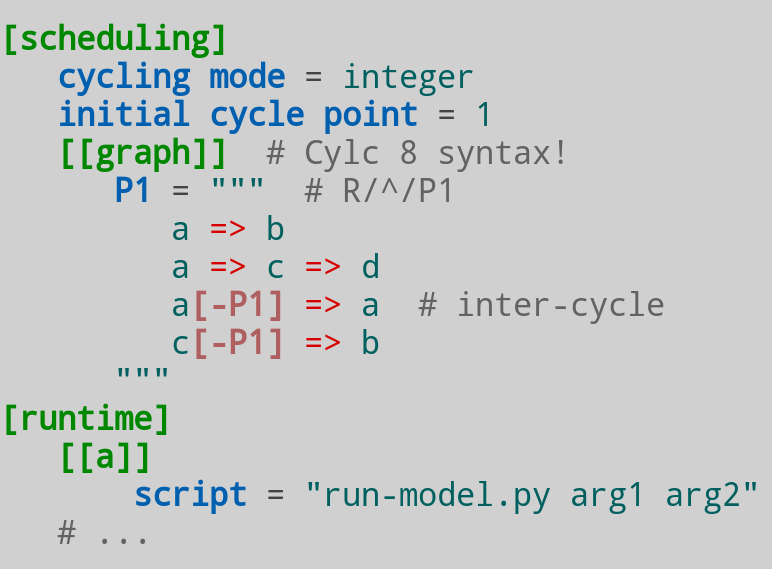 [scheduling]
   cycling mode = integer
   initial cycle point = 1
   [[graph]]  # Cylc 8 syntax!
      P1 = """  # R/^/P1
         a => b
         a => c => d
         a[-P1] => a  # inter-cycle
         c[-P1] => b
      """
[runtime]
   [[a]]
       script = "run-model.py arg1 arg2"
   # ...